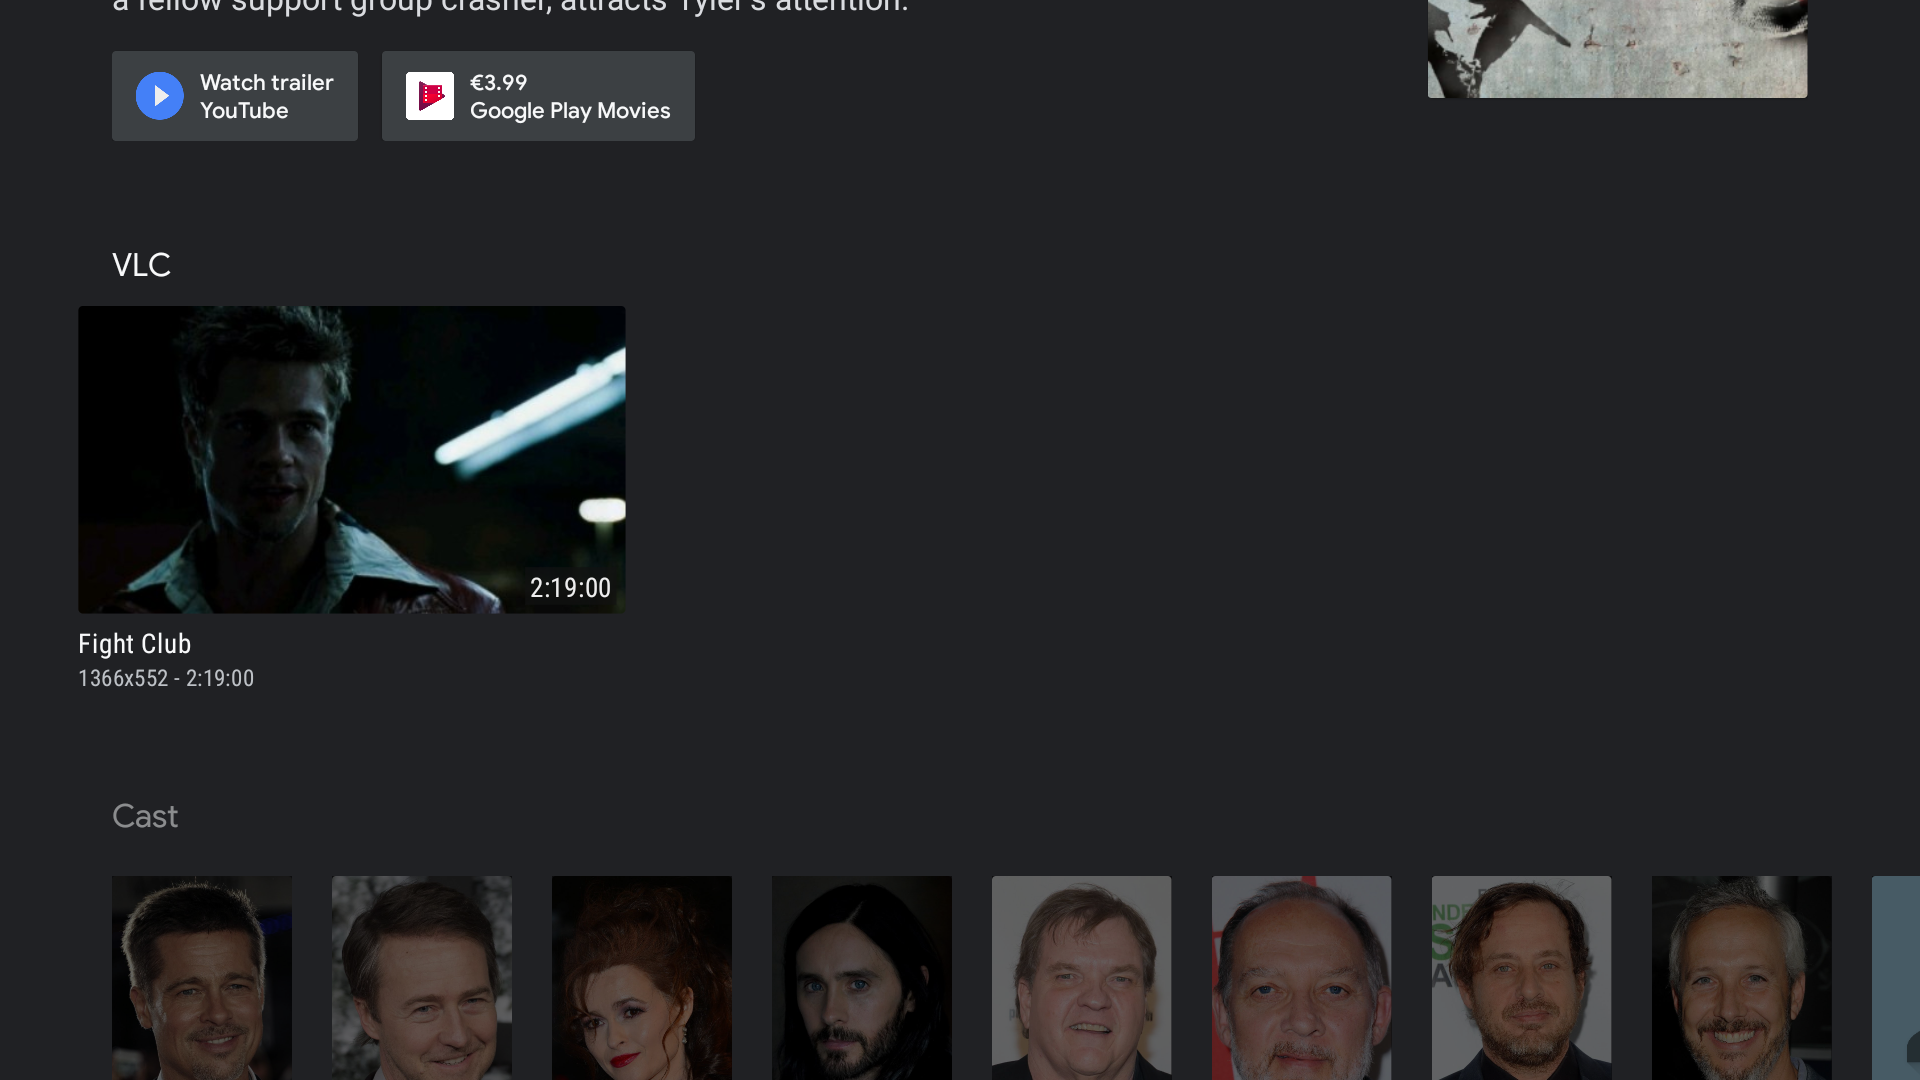 a fellow support group crasher, attracts Tyler's attention.
Watch trailer
YouTube
€3.99
Google Play Movies
VLC
2:19:00
Fight Club
1366x552 - 2:19:00
Cast